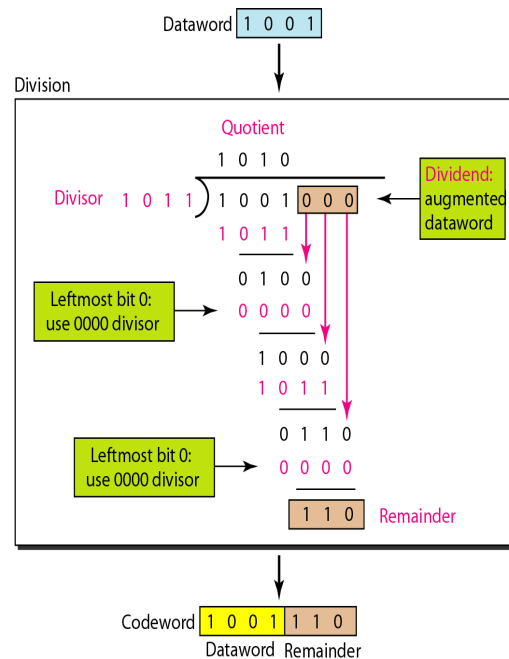 Dataword 1 0 0 1
Division
Quotient
1 0 1 0
Divisor 1 0 1 1 1 0 0 1 0 0 0
Dividend:
augmented
dataword
1 0 1 1
0 1 0 0
Leftmost bit 0:
use 0000 divisor
0 0 0 0
1 0 0 0
1 0 1 1
0 1 1 0
Leftmost bit 0:
use 0000 divisor
0 0 0 0
1 1 0 Remainder
Codeword 1 0 0 1 1 1 0
Dataword Remainder